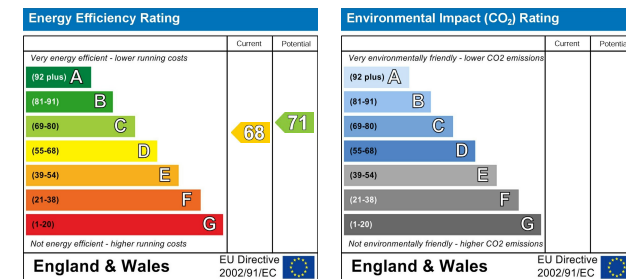 Energy Efficiency Rating
Current Potential
Very energy efficient - lower running costs
(92 plus) A
(81-91) B
(69-80) C
(55-68) D
(39-54) E
(21-38) F
(1-20) G
68
71
Not energy efficient - higher running costs
England & Wales
EU Directive
2002/91/EC
Environmental Impact (CO₂) Rating
Current Potential
Very environmentally friendly - lower CO2 emissions
(92 plus) A
(81-91) B
(69-80) C
(55-68) D
(39-54) E
(21-38) F
(1-20) G
Not environmentally friendly - higher CO2 emissions
England & Wales
EU Directive
2002/91/EC